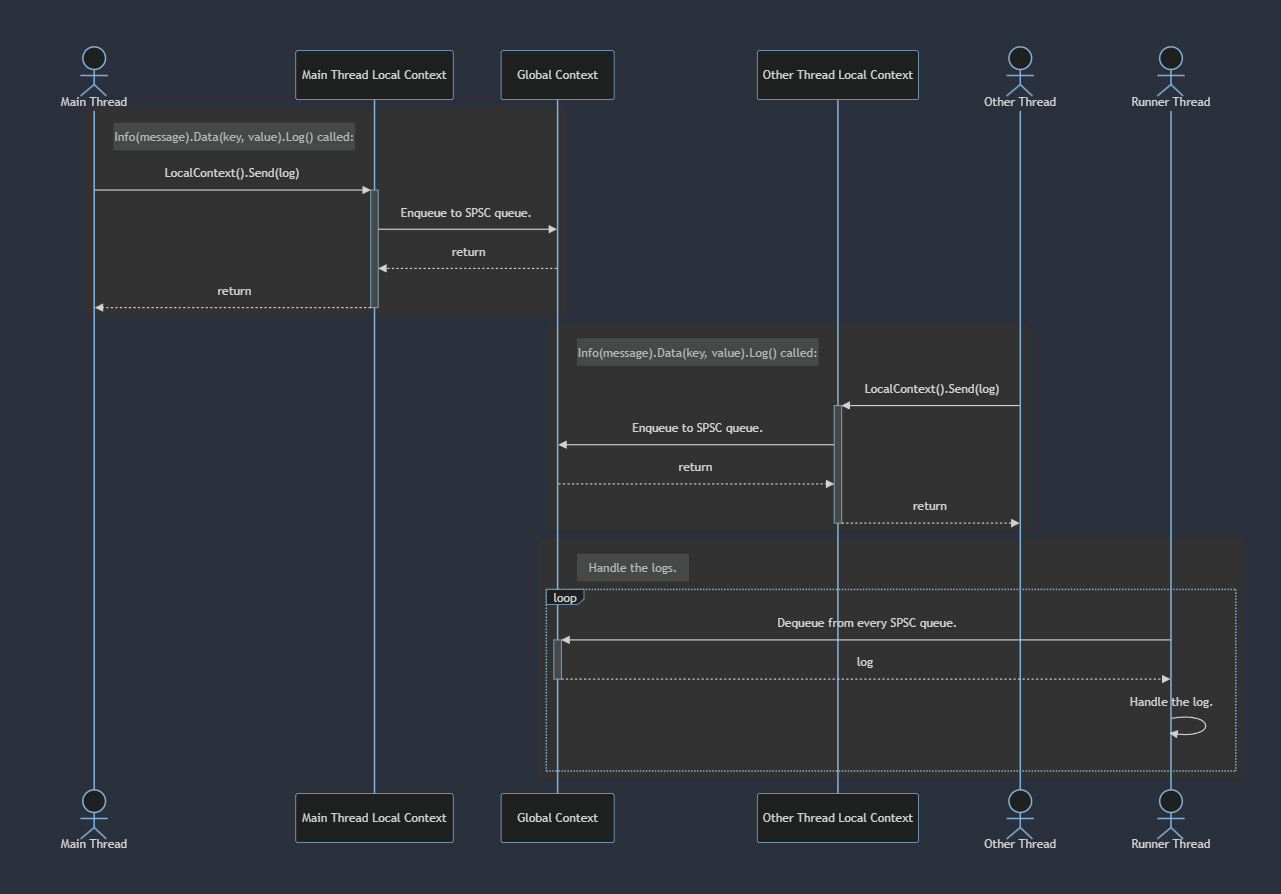 Main Thread
Main Thread Local Context
Global Context
Other Thread Local Context
Other Thread
Runner Thread
Info(message).Data(key, value).Log() called:
LocalContext().Send(log)
Enqueue to SPSC queue.
return
return
Info(message).Data(key, value).Log() called:
LocalContext().Send(log)
Enqueue to SPSC queue.
return
return
Handle the logs.
loop
Dequeue from every SPSC queue.
log
Handle the log.
Main Thread
Main Thread Local Context
Global Context
Other Thread Local Context
Other Thread
Runner Thread